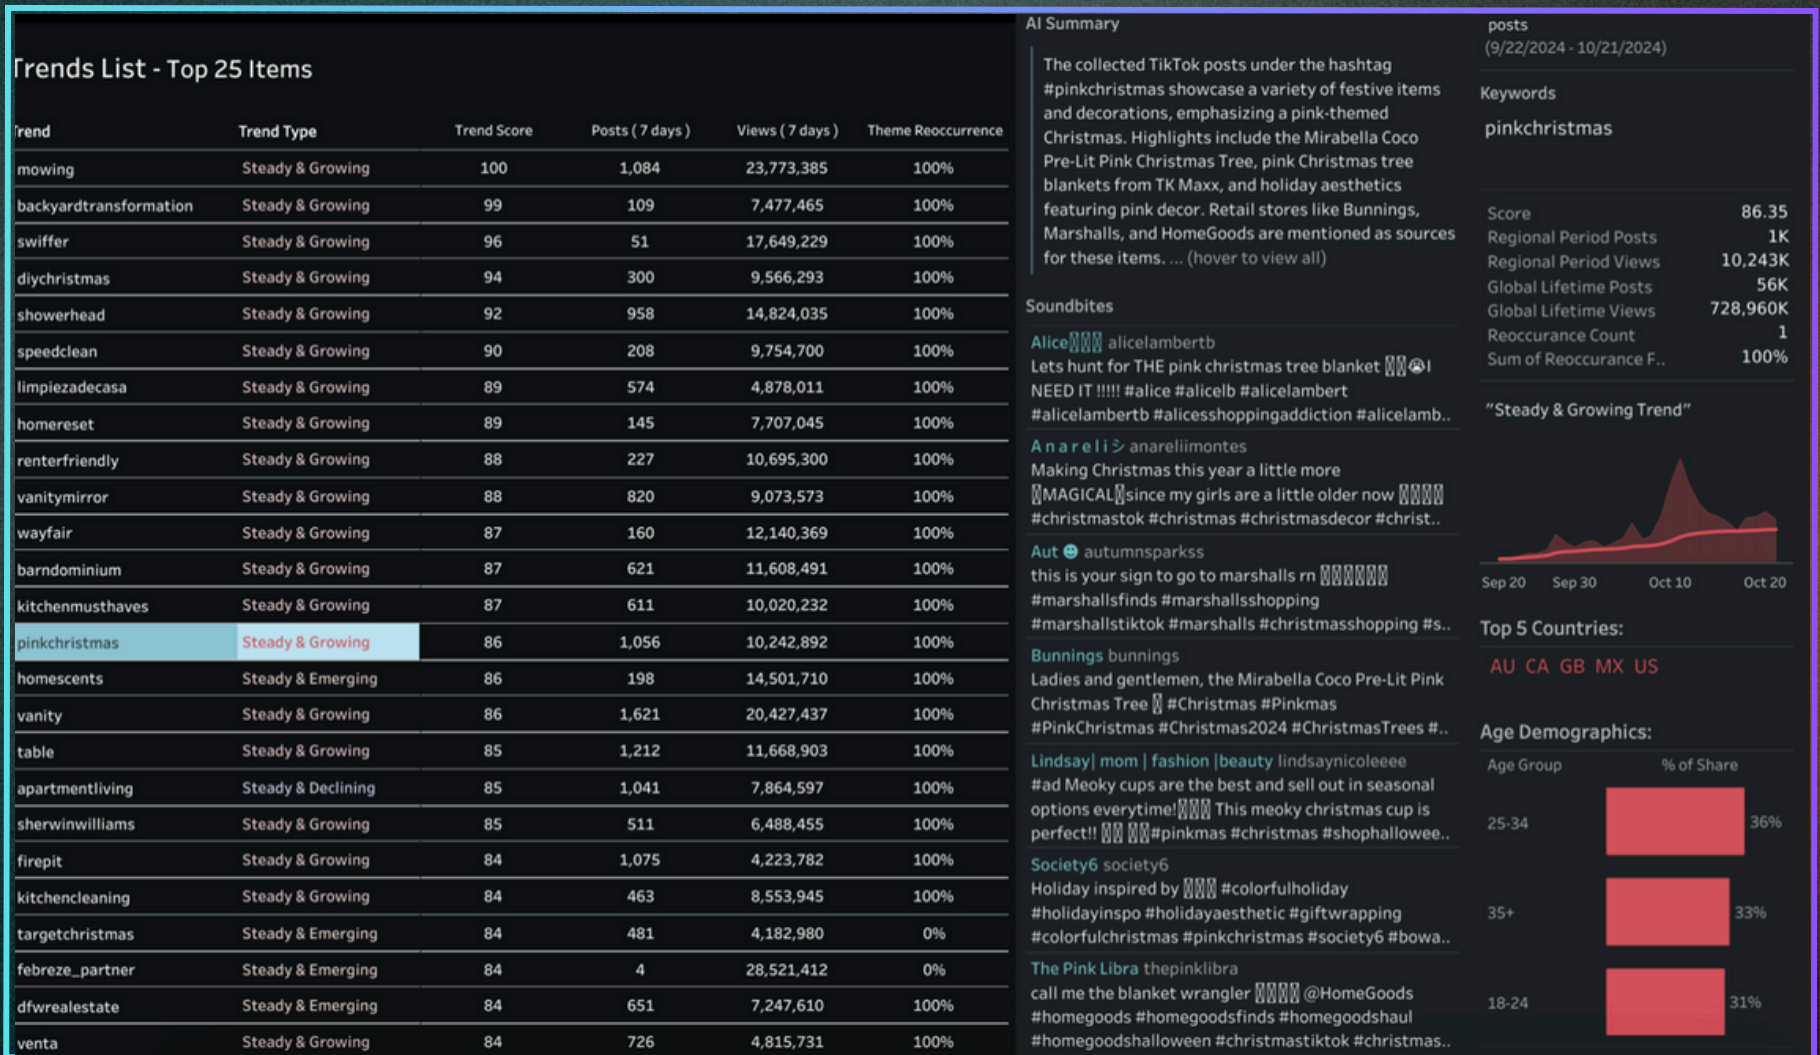 Trends List - Top 25 Items
Trend Trend Type Trend Score Posts ( 7 days ) Views ( 7 days ) Theme Reoccurrence
mowing Steady & Growing 100 1,084 23,773,385 100%
backyardtransformation Steady & Growing 99 109 7,477,465 100%
swiffer Steady & Growing 96 51 17,649,229 100%
diychristmas Steady & Growing 94 300 9,566,293 100%
showerhead Steady & Growing 92 958 14,824,035 100%
speedclean Steady & Growing 90 208 9,754,700 100%
limpiezadecasa Steady & Growing 89 574 4,878,011 100%
homereset Steady & Growing 89 145 7,707,045 100%
renterfriendly Steady & Growing 88 227 10,695,300 100%
vanitymirror Steady & Growing 88 820 9,073,573 100%
wayfair Steady & Growing 87 160 12,140,369 100%
barndominium Steady & Growing 87 621 11,608,491 100%
kitchenmusthaves Steady & Growing 87 611 10,020,232 100%
pinkchristmas Steady & Growing 86 1,056 10,242,892 100%
homescents Steady & Emerging 86 198 14,501,710 100%
vanity Steady & Growing 86 1,621 20,427,437 100%
table Steady & Growing 85 1,212 11,668,903 100%
apartmentliving Steady & Declining 85 1,041 7,864,597 100%
sherwinwilliams Steady & Growing 85 511 6,488,455 100%
firepit Steady & Growing 84 1,075 4,223,782 100%
kitchencleaning Steady & Growing 84 463 8,553,945 100%
targetchristmas Steady & Emerging 84 481 4,182,980 0%
febreze_partner Steady & Emerging 84 4 28,521,412 0%
dfwrealestate Steady & Emerging 84 651 7,247,610 100%
venta Steady & Growing 84 726 4,815,731 100%
AI Summary
The collected TikTok posts under the hashtag
#pinkchristmas showcase a variety of festive items
and decorations, emphasizing a pink-themed
Christmas. Highlights include the Mirabella Coco
Pre-Lit Pink Christmas Tree, pink Christmas tree
blankets from TK Maxx, and holiday aesthetics
featuring pink decor. Retail stores like Bunnings,
Marshalls, and HomeGoods are mentioned as sources
for these items. ... (hover to view all)
Soundbites
Alice alicelambertb
Lets hunt for THE pink christmas tree blanket 😭I
NEED IT !!!!! #alice #alicelb #alicelambert
#alicelambertb #alicesshoppingaddiction #alicelamb..
A n a r e l i シ anareliimontes
Making Christmas this year a little more
MAGICAL since my girls are a little older now
#christmastok #christmas #christmasdecor #christ..
Aut ☻ autumnsparkss
this is your sign to go to marshalls rn
#marshallsfinds #marshallsshopping
#marshallstiktok #marshalls #christmasshopping #s..
Bunnings bunnings
Ladies and gentlemen, the Mirabella Coco Pre-Lit Pink
Christmas Tree #Christmas #Pinkmas
#PinkChristmas #Christmas2024 #ChristmasTrees #..
Lindsay| mom | fashion |beauty lindsaynicoleeee
#ad Meoky cups are the best and sell out in seasonal
options everytime! This meoky christmas cup is
perfect!! #pinkmas #christmas #shophallowee..
Society6 society6
Holiday inspired by #colorfulholiday
#holidayinspo #holidayaesthetic #giftwrapping
#colorfulchristmas #pinkchristmas #society6 #bowa..
The Pink Libra thepinklibra
call me the blanket wrangler @HomeGoods
#homegoods #homegoodsfinds #homegoodshaul
#homegoodshalloween #christmastiktok #christmas..
posts
(9/22/2024 - 10/21/2024)
Keywords
pinkchristmas
Score 86.35
Regional Period Posts 1K
Regional Period Views 10,243K
Global Lifetime Posts 56K
Global Lifetime Views 728,960K
Reoccurance Count 1
Sum of Reoccurance F.. 100%
"Steady & Growing Trend"
Sep 20 Sep 30 Oct 10 Oct 20
Top 5 Countries:
AU CA GB MX US
Age Demographics:
Age Group % of Share
25-34 36%
35+ 33%
18-24 31%